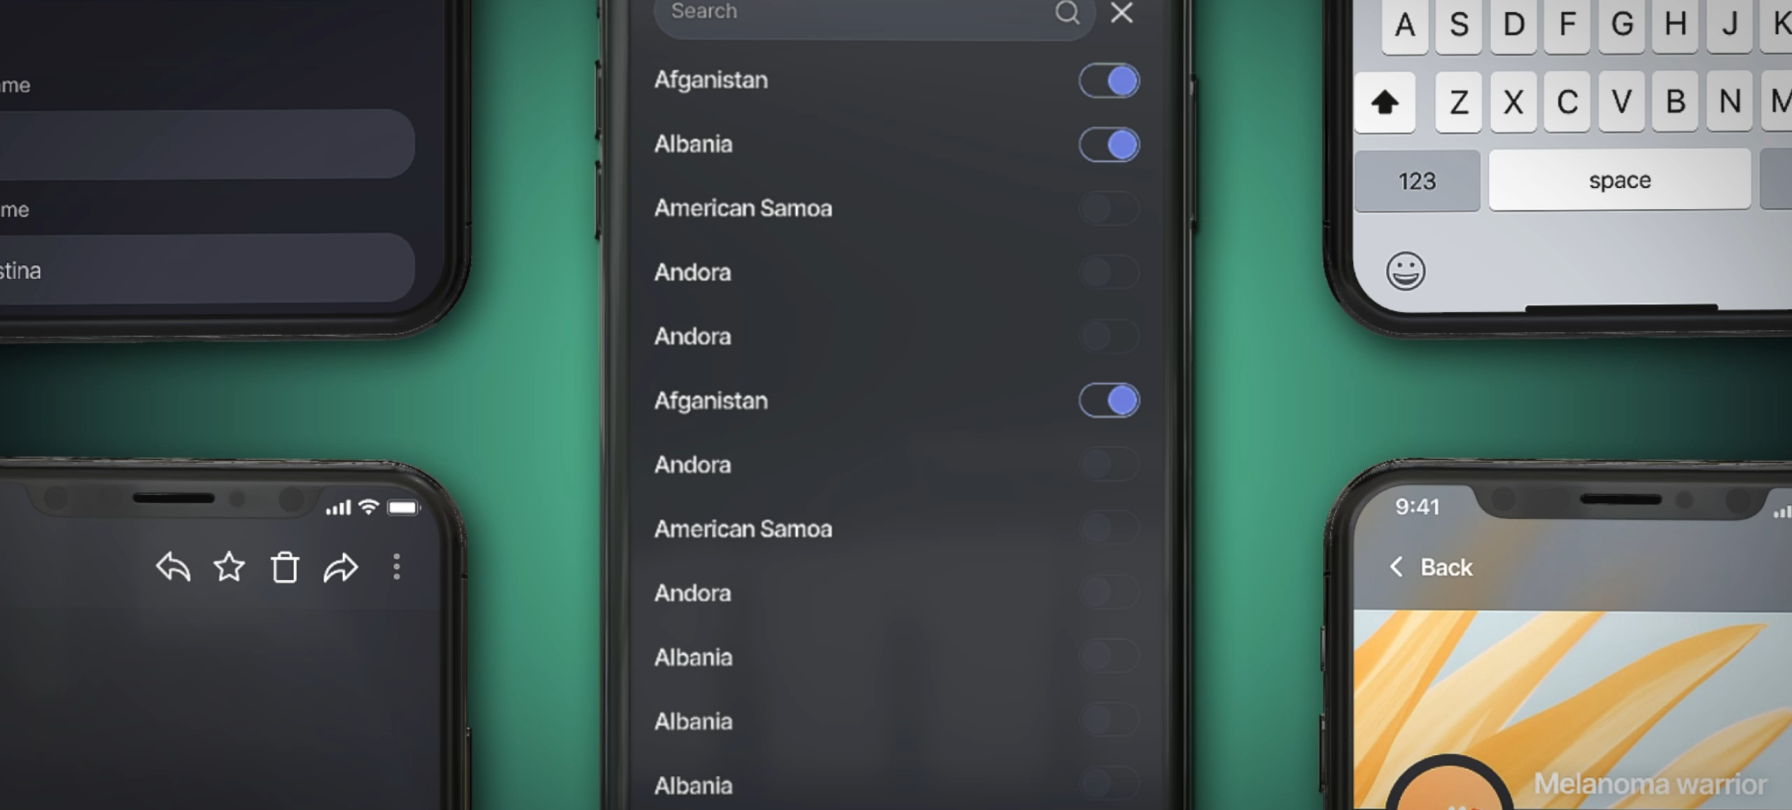 me
me
stina
Search
Afganistan
Albania
American Samoa
Andora
Andora
Afganistan
Andora
American Samoa
Andora
Albania
Albania
Albania
A S D F G H J K
Z X C V B N M
123 space
9:41
Back
Melanoma warrior